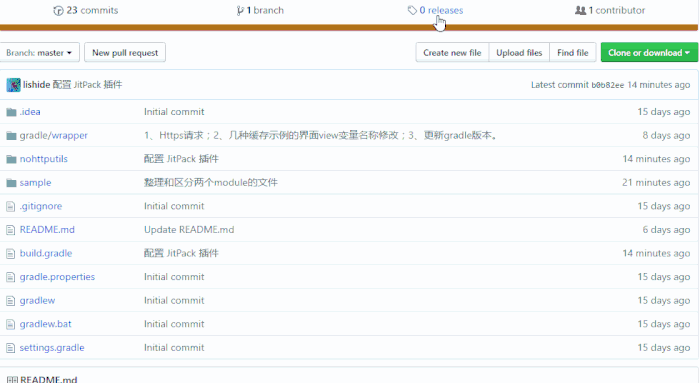 23 commits 1 branch 0 releases 1 contributor
Branch: master New pull request Create new file Upload files Find file Clone or download
lishide 配置 JitPack 插件 Latest commit b0b82ee 14 minutes ago
.idea Initial commit 15 days ago
gradle/wrapper 1、Https请求；2、几种缓存示例的界面view变量名称修改；3、更新gradle版本。 8 days ago
nohttputils 配置 JitPack 插件 14 minutes ago
sample 整理和区分两个module的文件 21 minutes ago
.gitignore Initial commit 15 days ago
README.md Update README.md 6 days ago
build.gradle 配置 JitPack 插件 14 minutes ago
gradle.properties Initial commit 15 days ago
gradlew Initial commit 15 days ago
gradlew.bat Initial commit 15 days ago
settings.gradle Initial commit 15 days ago
README.md